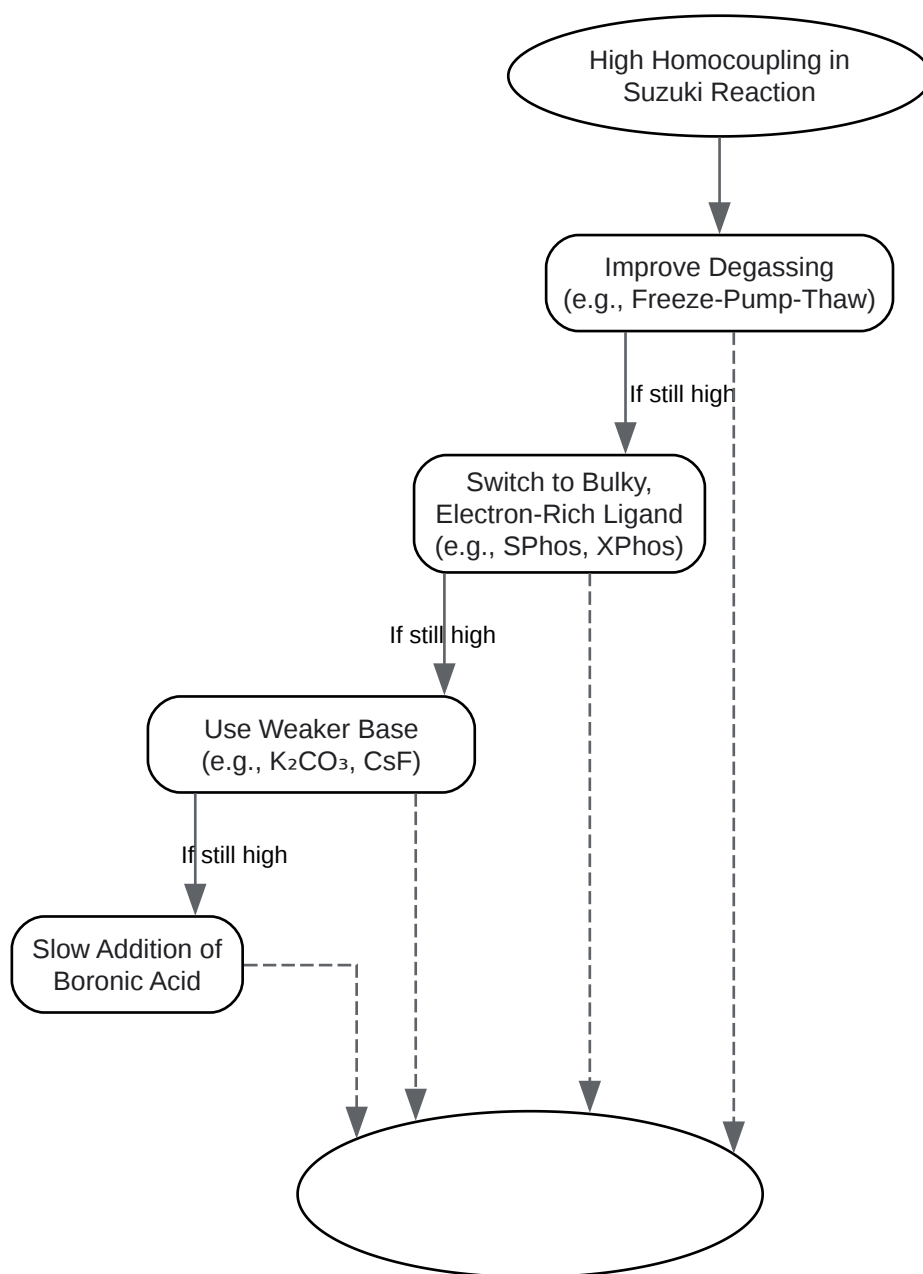 High Homocoupling in
Suzuki Reaction
Improve Degassing
(e.g., Freeze-Pump-Thaw)
If still high
Switch to Bulky,
Electron-Rich Ligand
(e.g., SPhos, XPhos)
If still high
Use Weaker Base
(e.g., K₂CO₃, CsF)
If still high
Slow Addition of
Boronic Acid